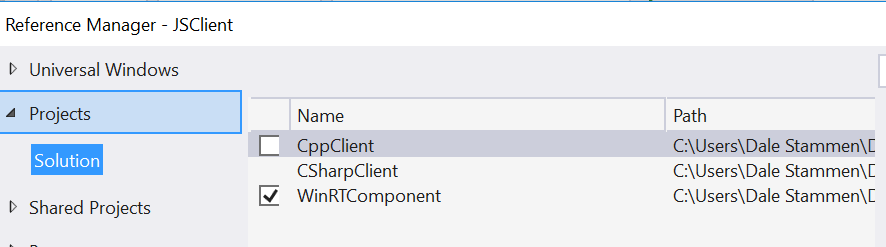 Reference Manager - JSClient
Universal Windows
Projects
Solution
Shared Projects
Name Path
CppClient C:\Users\Dale Stammen\D
CSharpClient C:\Users\Dale Stammen\D
WinRTComponent C:\Users\Dale Stammen\D